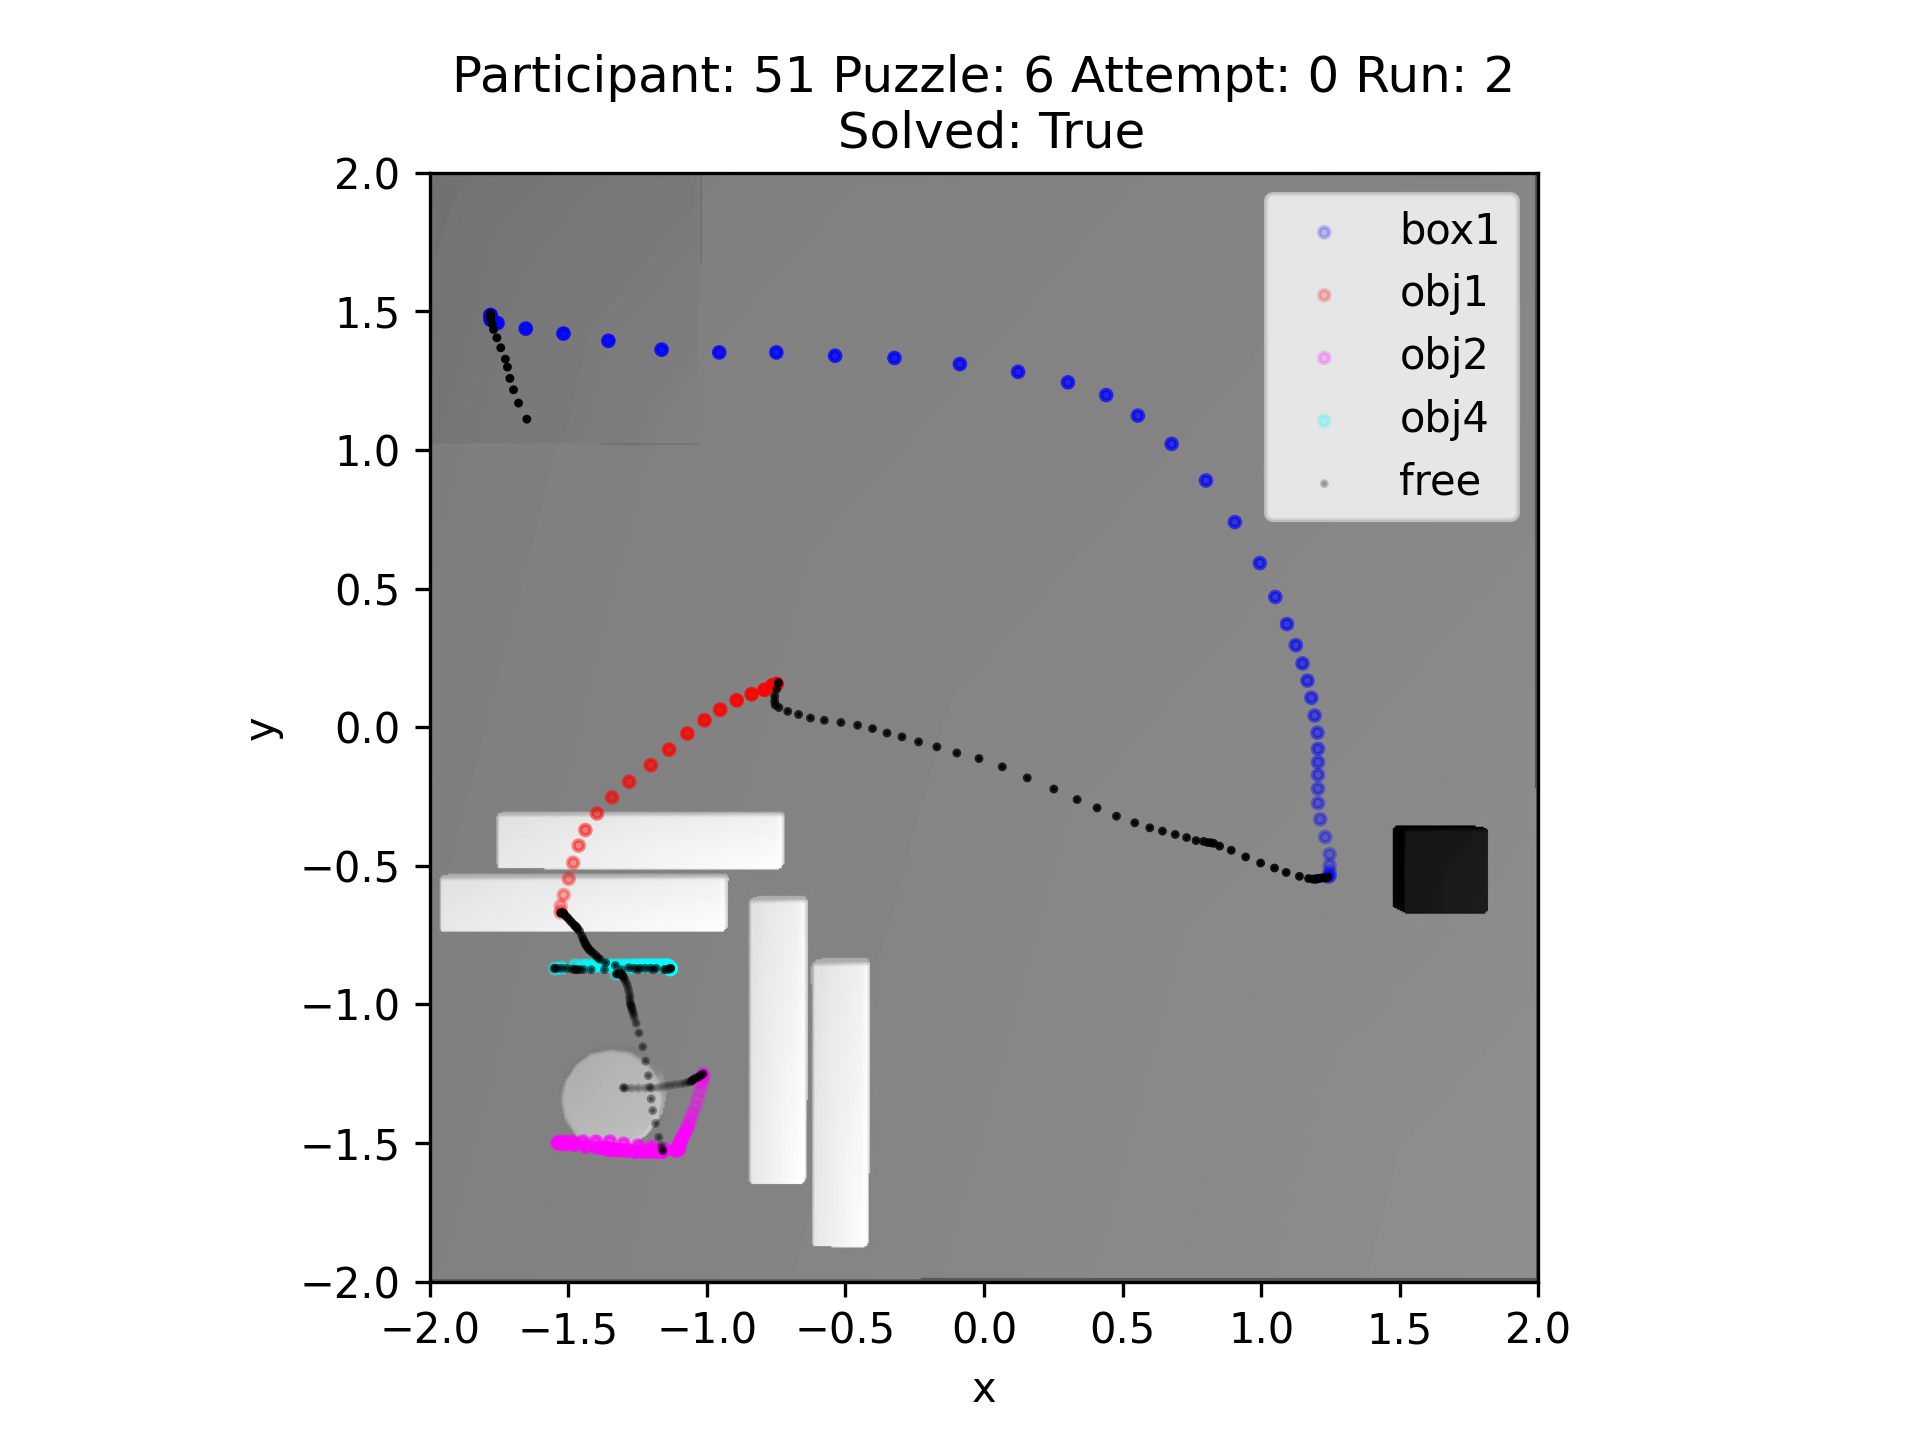 Participant: 51 Puzzle: 6 Attempt: 0 Run: 2
Solved: True
2.0
1.5
1.0
0.5
0.0
−0.5
−1.0
−1.5
−2.0
y
box1
obj1
obj2
obj4
free
−2.0 −1.5 −1.0 −0.5 0.0 0.5 1.0 1.5 2.0
x